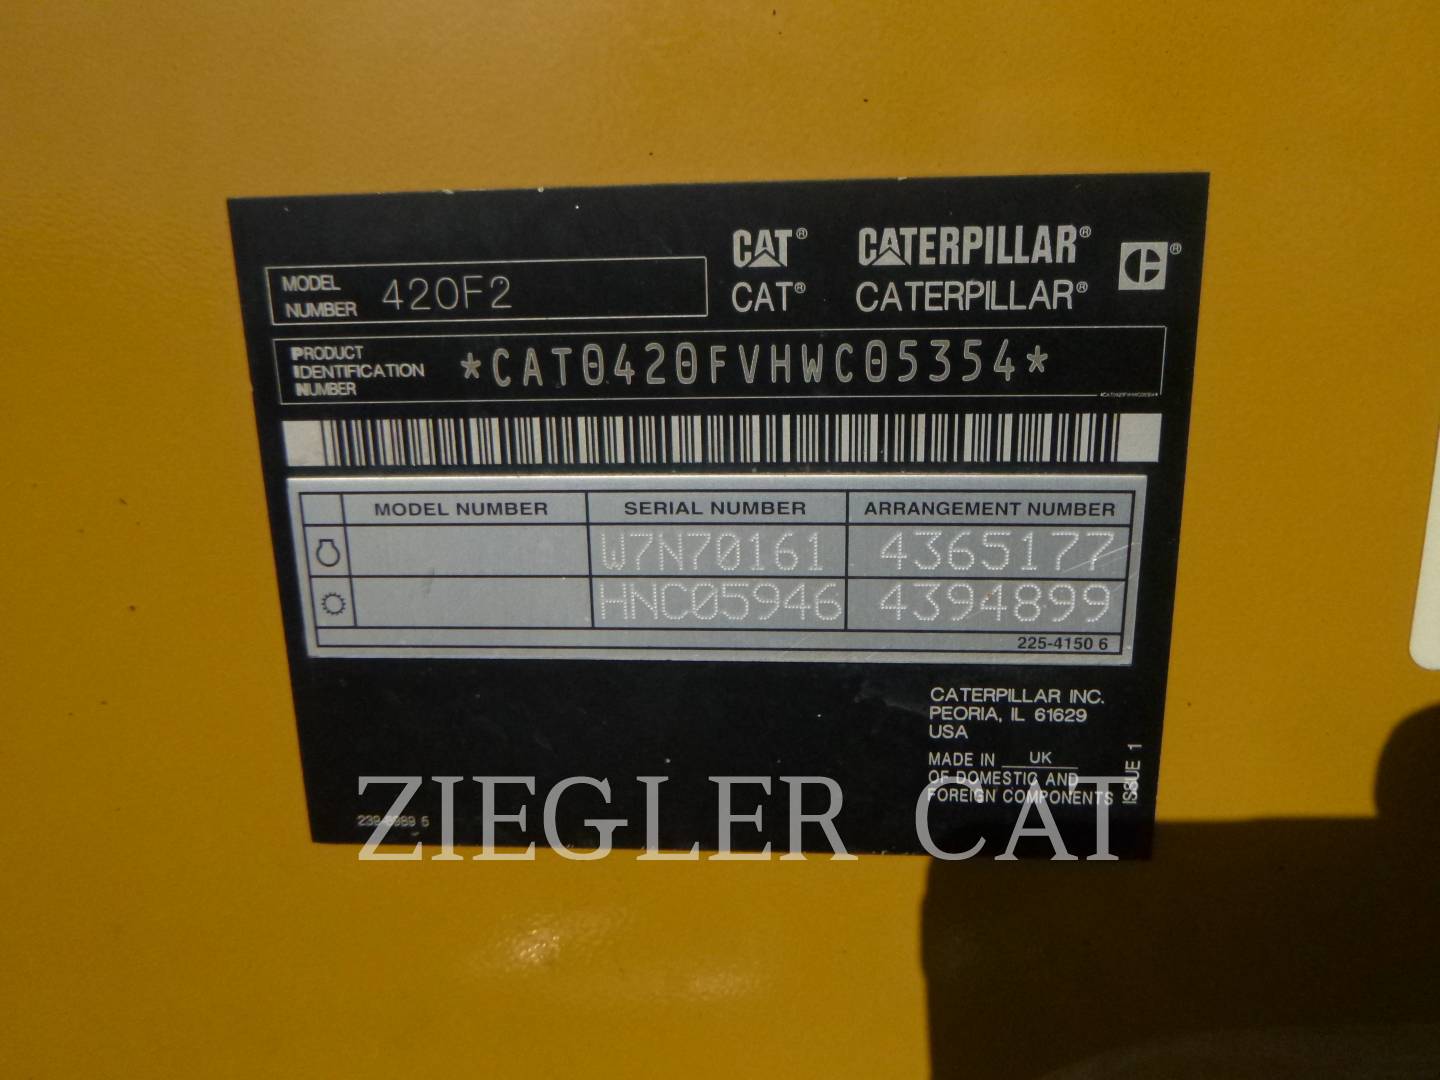 CAT® CATERPILLAR®
CAT® CATERPILLAR®
MODEL NUMBER 420F2
PRODUCT IDENTIFICATION NUMBER *CAT0420FVHWC05354*
MODEL NUMBER SERIAL NUMBER ARRANGEMENT NUMBER
W7N70161 4365177
HNC05946 4394899
225-4150 6
CATERPILLAR INC.
PEORIA, IL 61629
USA
MADE IN UK
OF DOMESTIC AND
FOREIGN COMPONENTS
ISSUE 1
ZIEGLER CAT